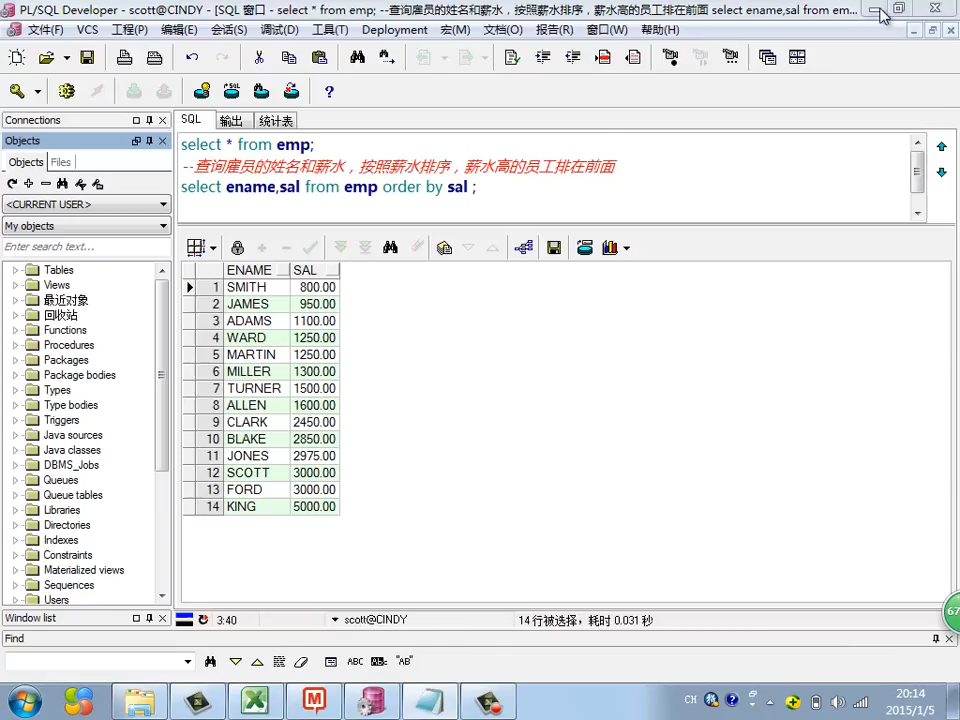 PL/SQL Developer - scott@CINDY - [SQL 窗口 - select * from emp; --查询雇员的姓名和薪水，按照薪水排序，薪水高的员工排在前面 select ename,sal from em...
文件(F) VCS 工程(P) 编辑(E) 会话(S) 调试(D) 工具(T) Deployment 宏(M) 文档(O) 报告(R) 窗口(W) 帮助(H)
Connections
SQL 输出 统计表
Objects
select * from emp;
Objects Files
--查询雇员的姓名和薪水，按照薪水排序，薪水高的员工排在前面
select ename,sal from emp order by sal ;
<CURRENT USER>
My objects
Enter search text...
ENAME SAL
1 SMITH 800.00
2 JAMES 950.00
3 ADAMS 1100.00
4 WARD 1250.00
5 MARTIN 1250.00
6 MILLER 1300.00
7 TURNER 1500.00
8 ALLEN 1600.00
9 CLARK 2450.00
10 BLAKE 2850.00
11 JONES 2975.00
12 SCOTT 3000.00
13 FORD 3000.00
14 KING 5000.00
Tables
Views
最近对象
回收站
Functions
Procedures
Packages
Package bodies
Types
Type bodies
Triggers
Java sources
Java classes
DBMS_Jobs
Queues
Queue tables
Libraries
Directories
Indexes
Constraints
Materialized views
Sequences
Users
67
Window list
3:40 scott@CINDY 14 行被选择，耗时 0.031 秒
Find
ABC "AB"
CH
20:14
2015/1/5